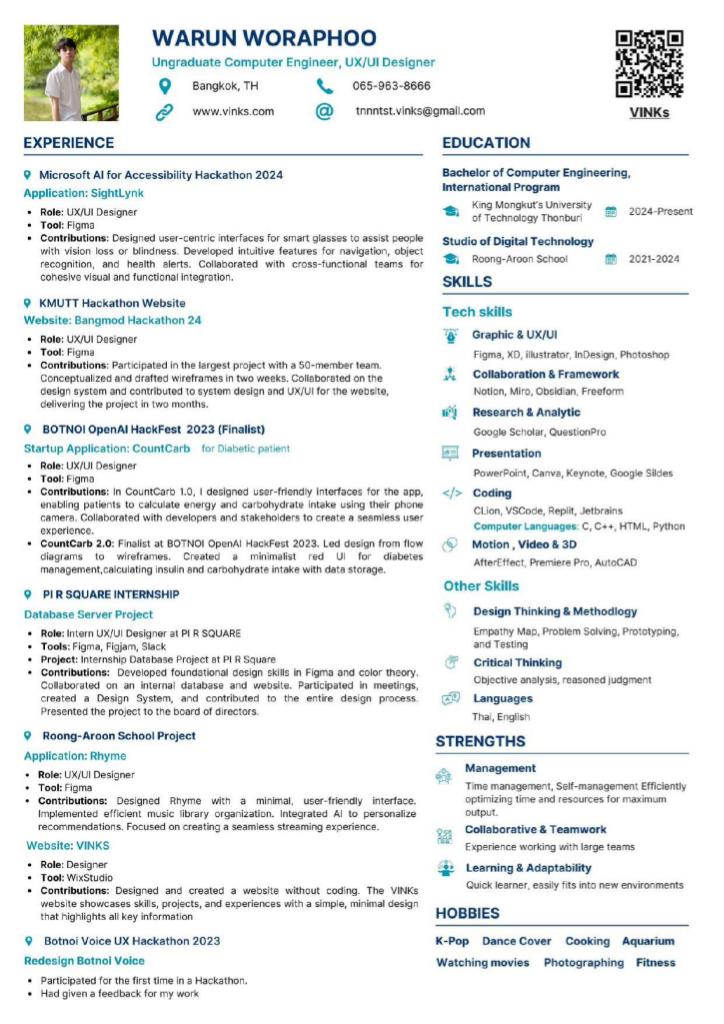 WARUN WORAPHOO
Ungraduate Computer Engineer, UX/UI Designer
Bangkok, TH
065-963-8666
www.vinks.com
tnnntst.vinks@gmail.com
VINKs
EXPERIENCE
Microsoft AI for Accessibility Hackathon 2024
Application: SightLynk
• Role: UX/UI Designer
• Tool: Figma
• Contributions: Designed user-centric interfaces for smart glasses to assist people
with vision loss or blindness. Developed intuitive features for navigation, object
recognition, and health alerts. Collaborated with cross-functional teams for
cohesive visual and functional integration.
KMUTT Hackathon Website
Website: Bangmod Hackathon 24
• Role: UX/UI Designer
• Tool: Figma
• Contributions: Participated in the largest project with a 50-member team.
Conceptualized and drafted wireframes in two weeks. Collaborated on the
design system and contributed to system design and UX/UI for the website,
delivering the project in two months.
BOTNOI OpenAI HackFest 2023 (Finalist)
Startup Application: CountCarb for Diabetic patient
• Role: UX/UI Designer
• Tool: Figma
• Contributions: In CountCarb 1.0, I designed user-friendly interfaces for the app,
enabling patients to calculate energy and carbohydrate intake using their phone
camera. Collaborated with developers and stakeholders to create a seamless user
experience.
• CountCarb 2.0: Finalist at BOTNOI OpenAI HackFest 2023. Led design from flow
diagrams to wireframes. Created a minimalist red UI for diabetes
management,calculating insulin and carbohydrate intake with data storage.
PI R SQUARE INTERNSHIP
Database Server Project
• Role: Intern UX/UI Designer at PI R SQUARE
• Tools: Figma, Figjam, Slack
• Project: Internship Database Project at PI R Square
• Contributions: Developed foundational design skills in Figma and color theory.
Collaborated on an internal database and website. Participated in meetings,
created a Design System, and contributed to the entire design process.
Presented the project to the board of directors.
Roong-Aroon School Project
Application: Rhyme
• Role: UX/UI Designer
• Tool: Figma
• Contributions: Designed Rhyme with a minimal, user-friendly interface.
Implemented efficient music library organization. Integrated AI to personalize
recommendations. Focused on creating a seamless streaming experience.
Website: VINKS
• Role: Designer
• Tool: WixStudio
• Contributions: Designed and created a website without coding. The VINKs
website showcases skills, projects, and experiences with a simple, minimal design
that highlights all key information
Botnoi Voice UX Hackathon 2023
Redesign Botnoi Voice
• Participated for the first time in a Hackathon.
• Had given a feedback for my work
EDUCATION
Bachelor of Computer Engineering,
International Program
King Mongkut's University
of Technology Thonburi
2024-Present
Studio of Digital Technology
Roong-Aroon School
2021-2024
SKILLS
Tech skills
Graphic & UX/UI
Figma, XD, illustrator, InDesign, Photoshop
Collaboration & Framework
Notion, Miro, Obsidian, Freeform
Research & Analytic
Google Scholar, QuestionPro
Presentation
PowerPoint, Canva, Keynote, Google Sildes
Coding
CLion, VSCode, Replit, Jetbrains
Computer Languages: C, C++, HTML, Python
Motion , Video & 3D
AfterEffect, Premiere Pro, AutoCAD
Other Skills
Design Thinking & Methodlogy
Empathy Map, Problem Solving, Prototyping,
and Testing
Critical Thinking
Objective analysis, reasoned judgment
Languages
Thai, English
STRENGTHS
Management
Time management, Self-management Efficiently
optimizing time and resources for maximum
output.
Collaborative & Teamwork
Experience working with large teams
Learning & Adaptability
Quick learner, easily fits into new environments
HOBBIES
K-Pop Dance Cover Cooking Aquarium
Watching movies Photographing Fitness